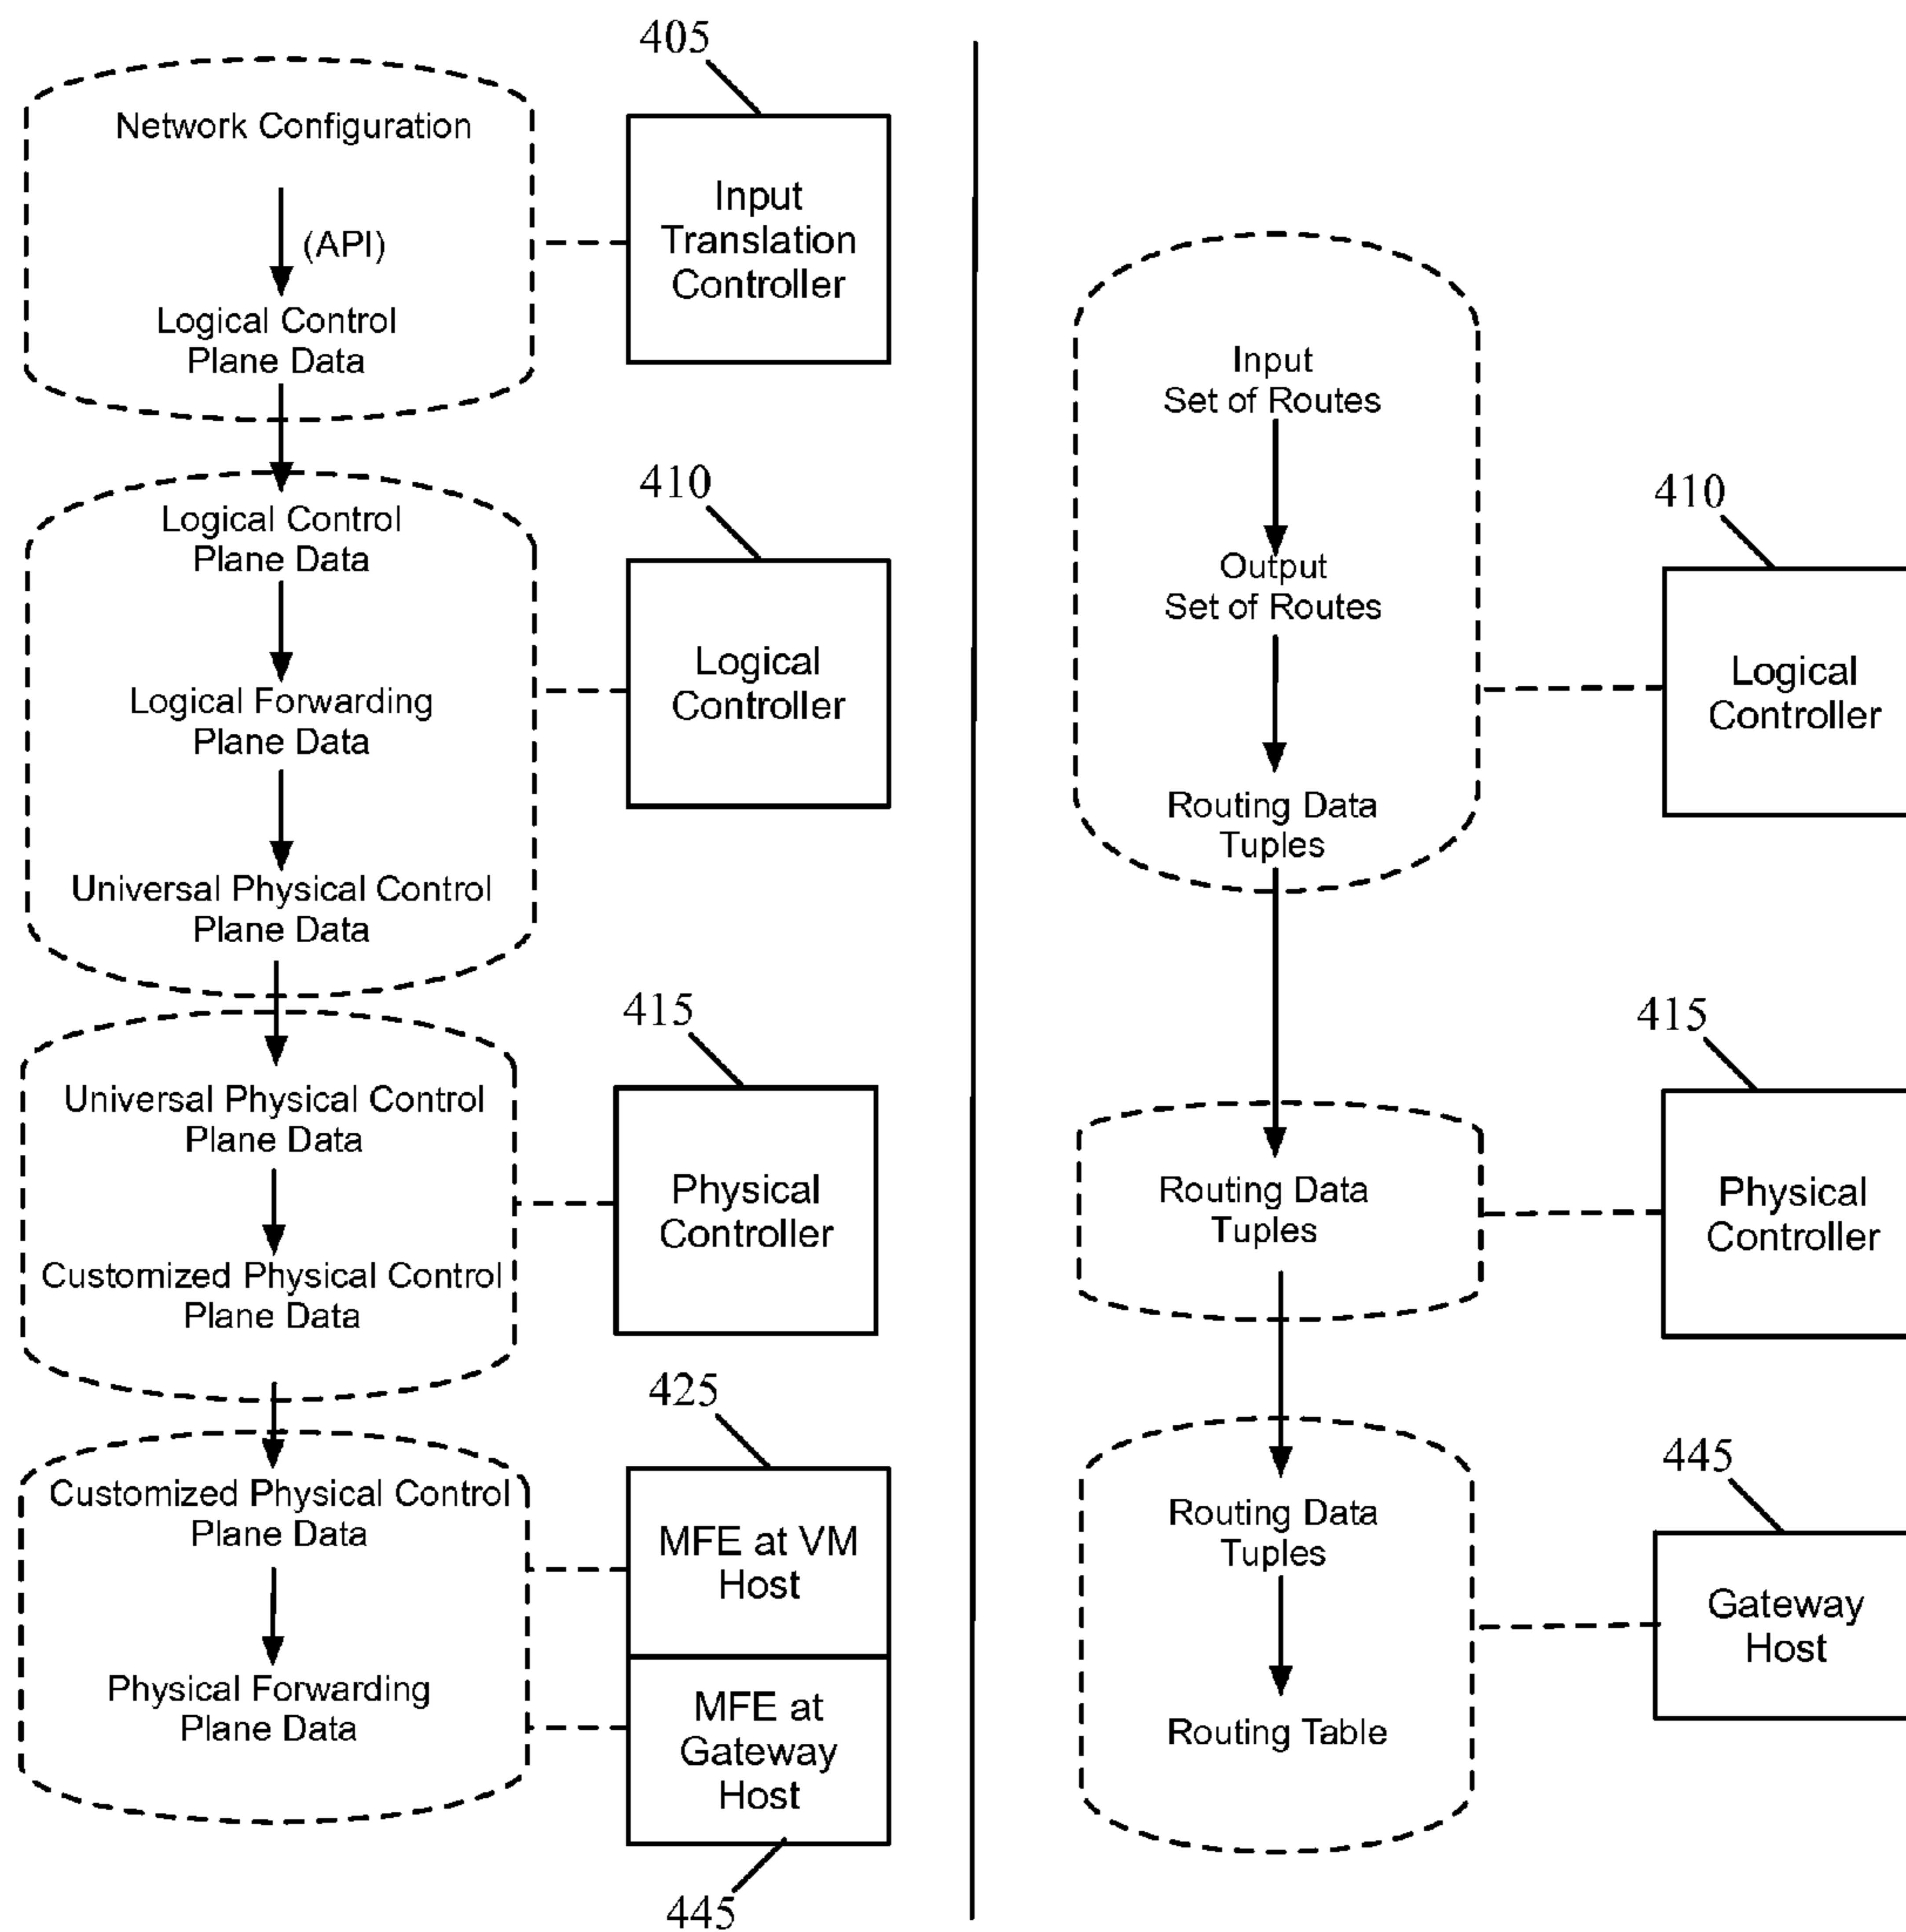 405
Network Configuration
(API)
Logical Control
Plane Data
Input
Translation
Controller
410
Logical Control
Plane Data
Logical Forwarding
Plane Data
Universal Physical Control
Plane Data
Logical
Controller
415
Universal Physical Control
Plane Data
Customized Physical Control
Plane Data
Physical
Controller
425
Customized Physical Control
Plane Data
Physical Forwarding
Plane Data
MFE at VM
Host
MFE at
Gateway
Host
445
Input
Set of Routes
Output
Set of Routes
Routing Data
Tuples
410
Logical
Controller
415
Routing Data
Tuples
Physical
Controller
445
Routing Data
Tuples
Routing Table
Gateway
Host